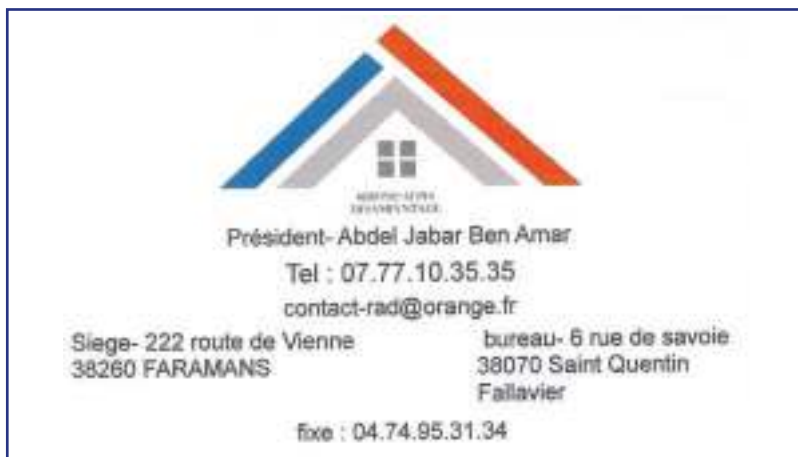 Président- Abdel Jabar Ben Amar
Tel : 07.77.10.35.35
contact-rad@orange.fr
Siege- 222 route de Vienne
38260 FARAMANS
bureau- 6 rue de savoie
38070 Saint Quentin
Fallavier
fixe : 04.74.95.31.34